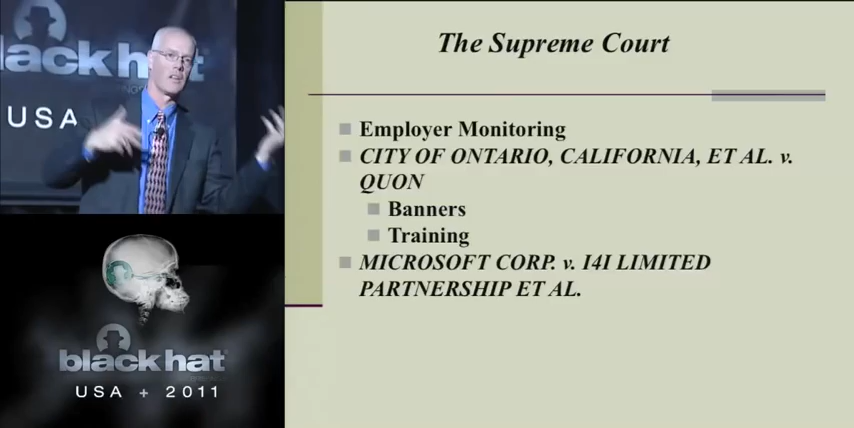 black hat
USA
The Supreme Court
Employer Monitoring
CITY OF ONTARIO, CALIFORNIA, ET AL. v.
QUON
Banners
Training
MICROSOFT CORP. v. I4I LIMITED
PARTNERSHIP ET AL.
black hat
USA + 2011